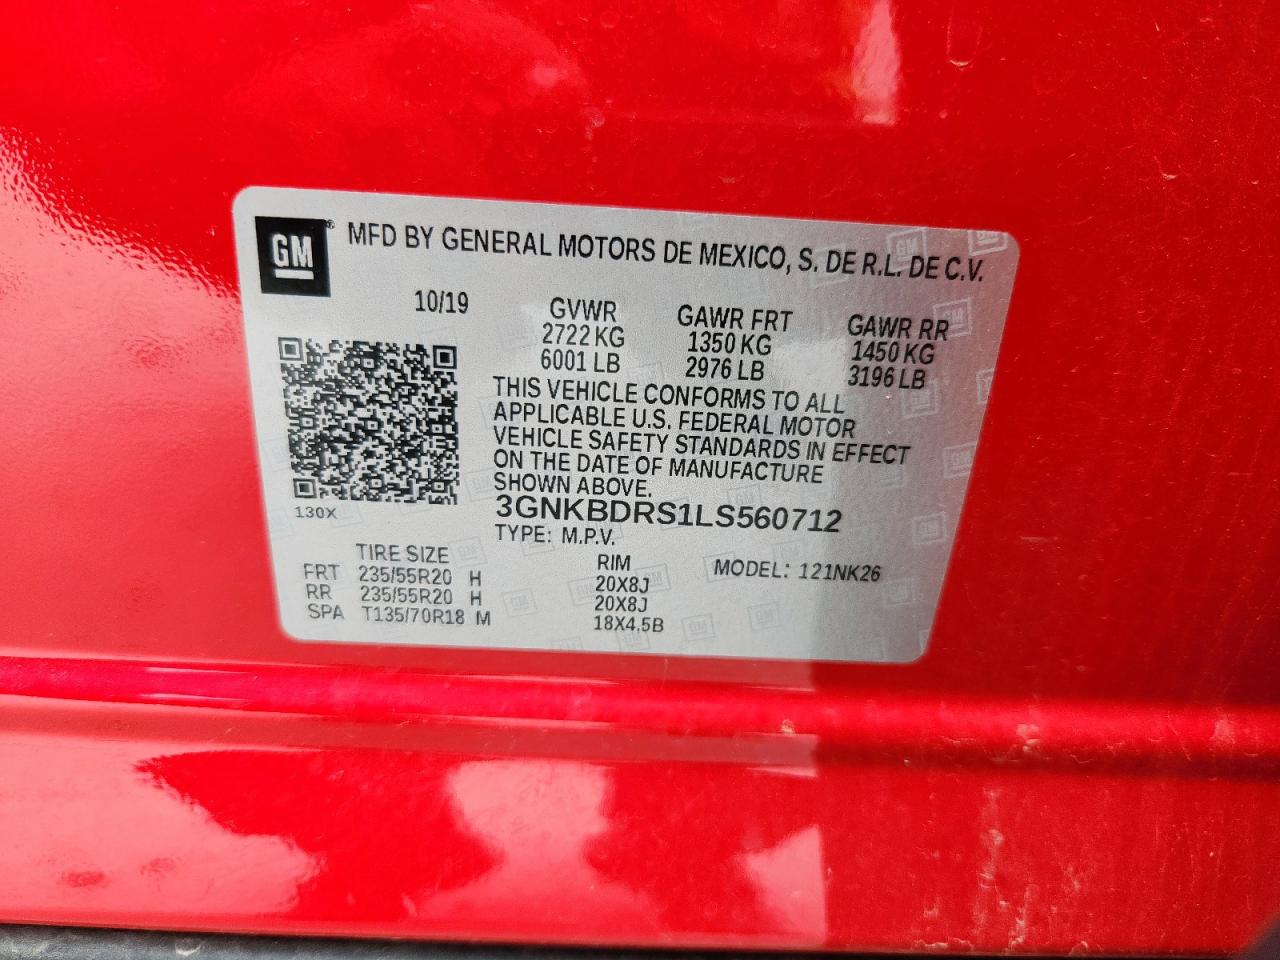 GM ® MFD BY GENERAL MOTORS DE MEXICO, S. DE R.L. DE C.V.
10/19 GVWR GAWR FRT GAWR RR
2722 KG 1350 KG 1450 KG
6001 LB 2976 LB 3196 LB
THIS VEHICLE CONFORMS TO ALL
APPLICABLE U.S. FEDERAL MOTOR
VEHICLE SAFETY STANDARDS IN EFFECT
ON THE DATE OF MANUFACTURE
SHOWN ABOVE.
3GNKBDRS1LS560712
130X
TYPE: M.P.V.
TIRE SIZE RIM MODEL: 121NK26
FRT 235/55R20 H 20X8J
RR 235/55R20 H 20X8J
SPA T135/70R18 M 18X4.5B